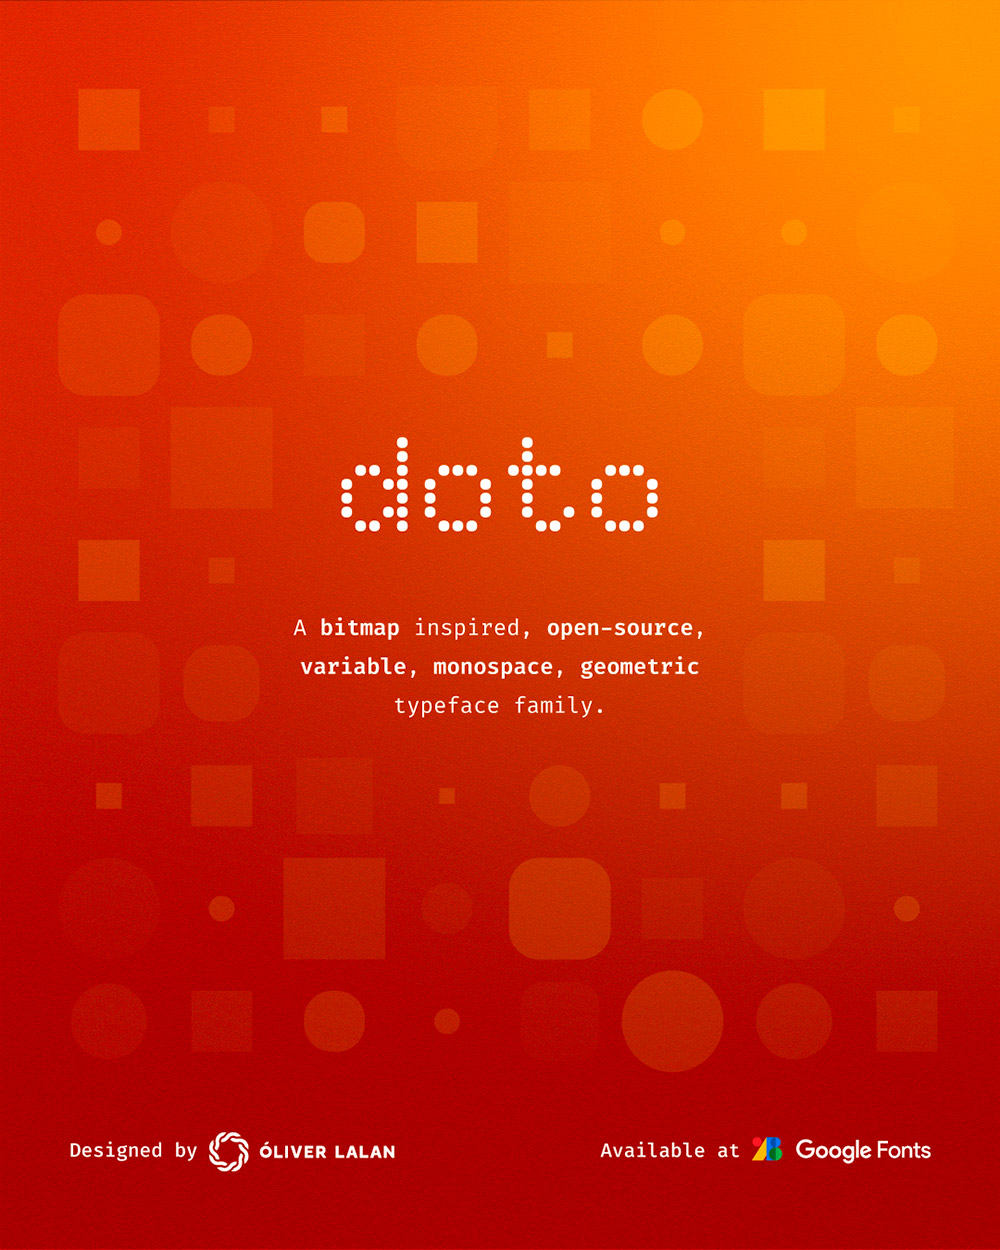 doto
A bitmap inspired, open-source,
variable, monospace, geometric
typeface family.
Designed by ÓLIVER LALAN
Available at Google Fonts